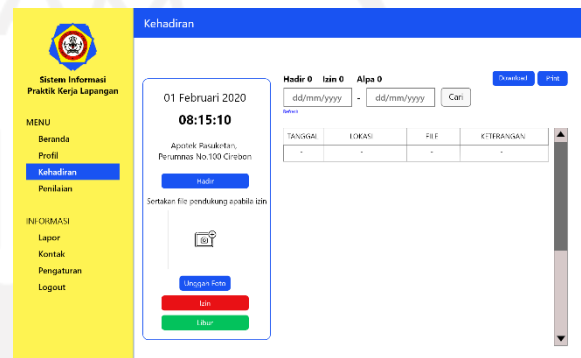 Kehadiran
Sistem Informasi
Praktik Kerja Lapangan
MENU
Beranda
Profil
Kehadiran
Penilaian
INFORMASI
Lapor
Kontak
Pengaturan
Logout
01 Februari 2020
08:15:10
Apotek Pasuketan,
Perumnas No.100 Cirebon
Hadir
Sertakan file pendukung apabila izin
Unggan Foto
Izin
Libur
Hadir 0 Izin 0 Alpa 0
Download Print
dd/mm/yyyy - dd/mm/yyyy Cari
Refresh
TANGGAL LOKASI FILE KETERANGAN
- - - -